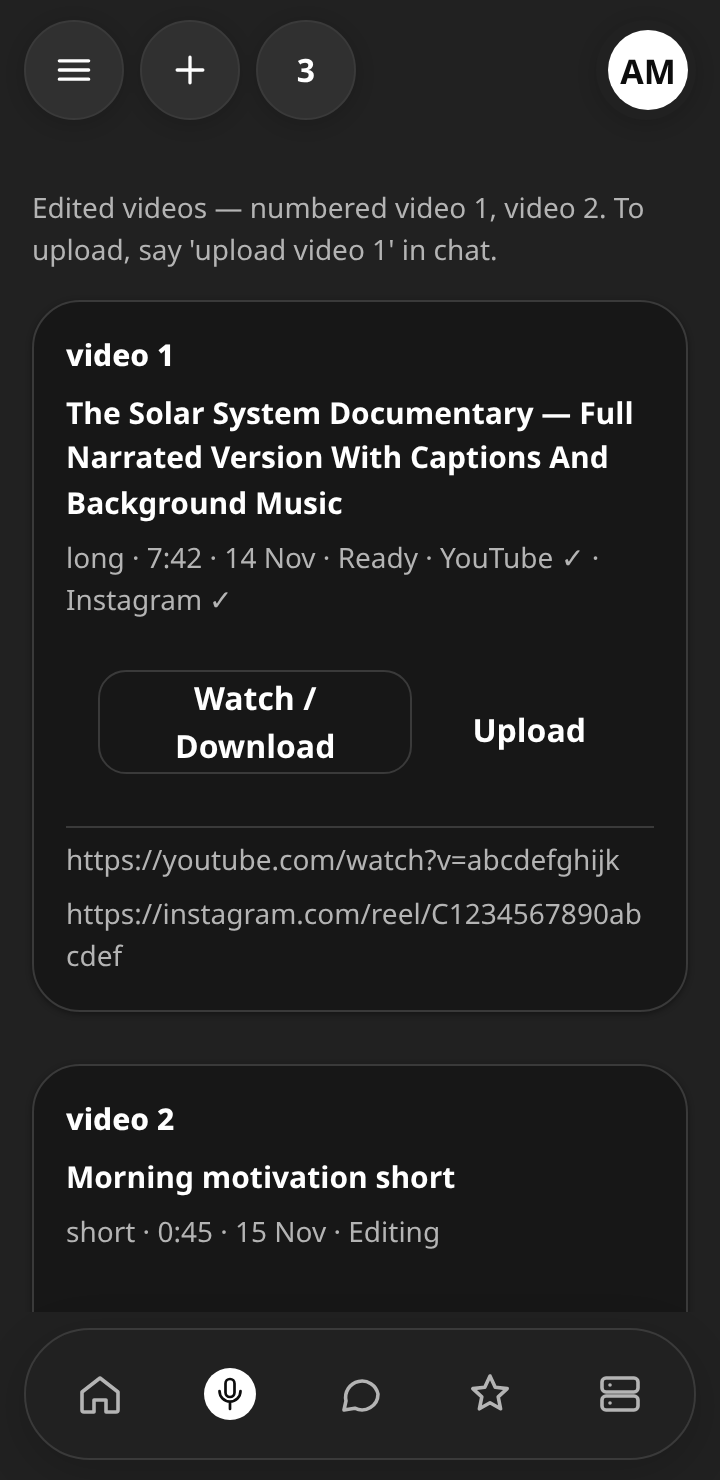 3
AM
Edited videos — numbered video 1, video 2. To
upload, say 'upload video 1' in chat.
video 1
The Solar System Documentary — Full
Narrated Version With Captions And
Background Music
long · 7:42 · 14 Nov · Ready · YouTube ✓ ·
Instagram ✓
Watch /
Download
Upload
https://youtube.com/watch?v=abcdefghijk
https://instagram.com/reel/C1234567890ab
cdef
video 2
Morning motivation short
short · 0:45 · 15 Nov · Editing